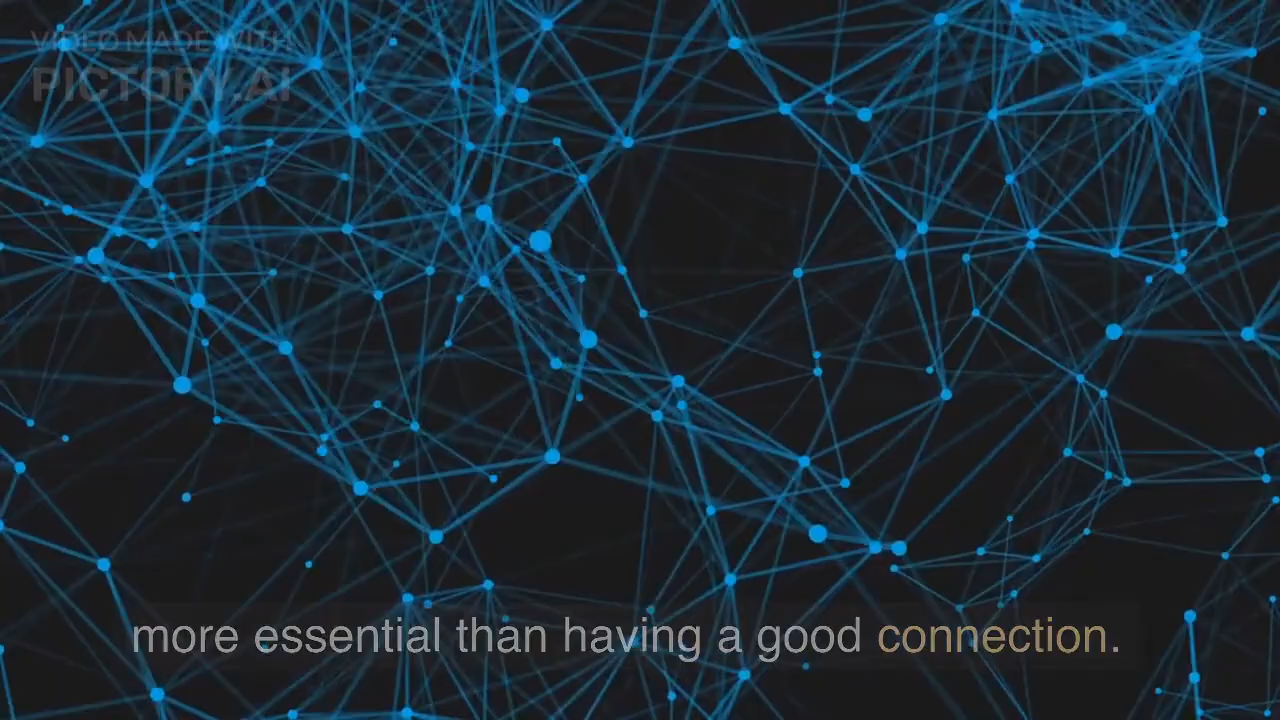 VIDEO MADE WITH
PICTORY.AI
more essential than having a good connection.